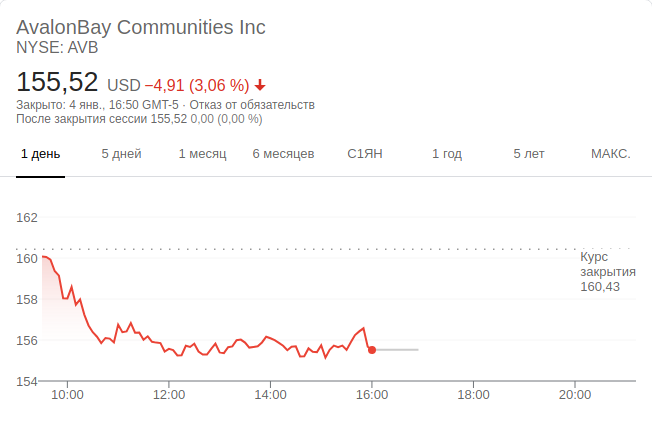 AvalonBay Communities Inc
NYSE: AVB
155,52 USD −4,91 (3,06 %)
Закрыто: 4 янв., 16:50 GMT-5 · Отказ от обязательств
После закрытия сессии 155,52 0,00 (0,00 %)
1 день 5 дней 1 месяц 6 месяцев С1ЯН 1 год 5 лет МАКС.
162
160
158
156
154
Курс
закрытия
160,43
10:00 12:00 14:00 16:00 18:00 20:00